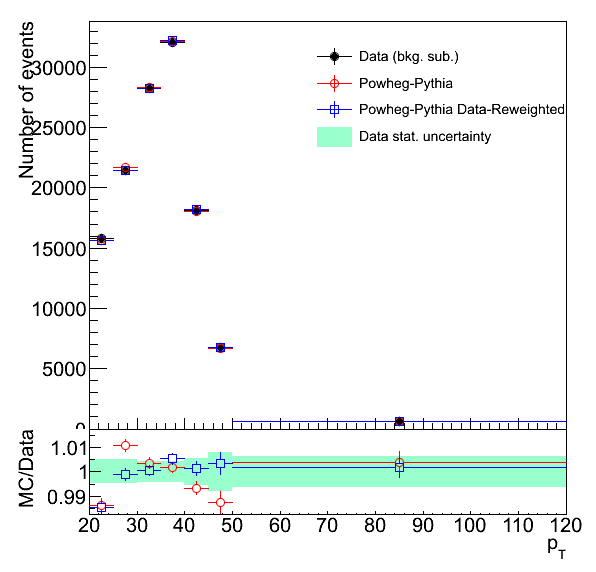 Number of events
30000
25000
20000
15000
10000
5000
0
Data (bkg. sub.)
Powheg-Pythia
Powheg-Pythia Data-Reweighted
Data stat. uncertainty
MC/Data
1.01
1
0.99
20 30 40 50 60 70 80 90 100 110 120
pT